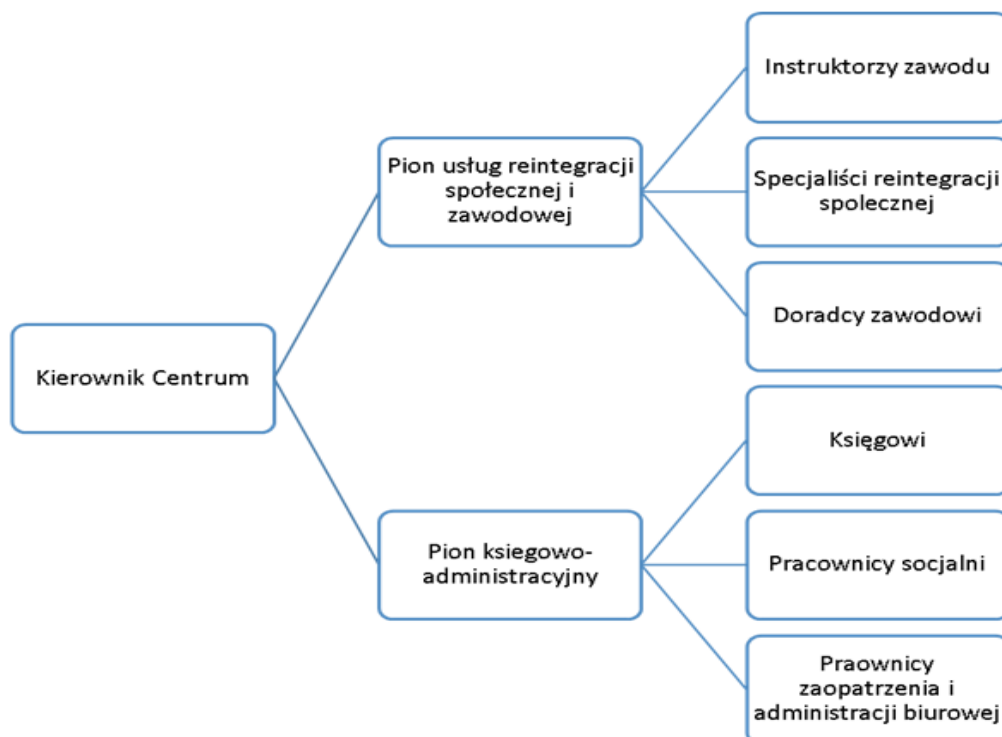 Instruktorzy zawodu
Pion usług reintegracji
społecznej i
zawodowej
Specjaliści reintegracji
spolecznej
Doradcy zawodowi
Kierownik Centrum
Księgowi
Pion ksiegowo-
administracyjny
Pracownicy socjalni
Praownicy
zaopatrzenia i
administracji biurowej